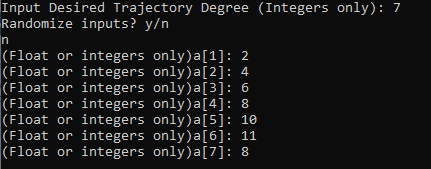 Input Desired Trajectory Degree (Integers only): 7
Randomize inputs? y/n
n
(Float or integers only)a[1]: 2
(Float or integers only)a[2]: 4
(Float or integers only)a[3]: 6
(Float or integers only)a[4]: 8
(Float or integers only)a[5]: 10
(Float or integers only)a[6]: 11
(Float or integers only)a[7]: 8